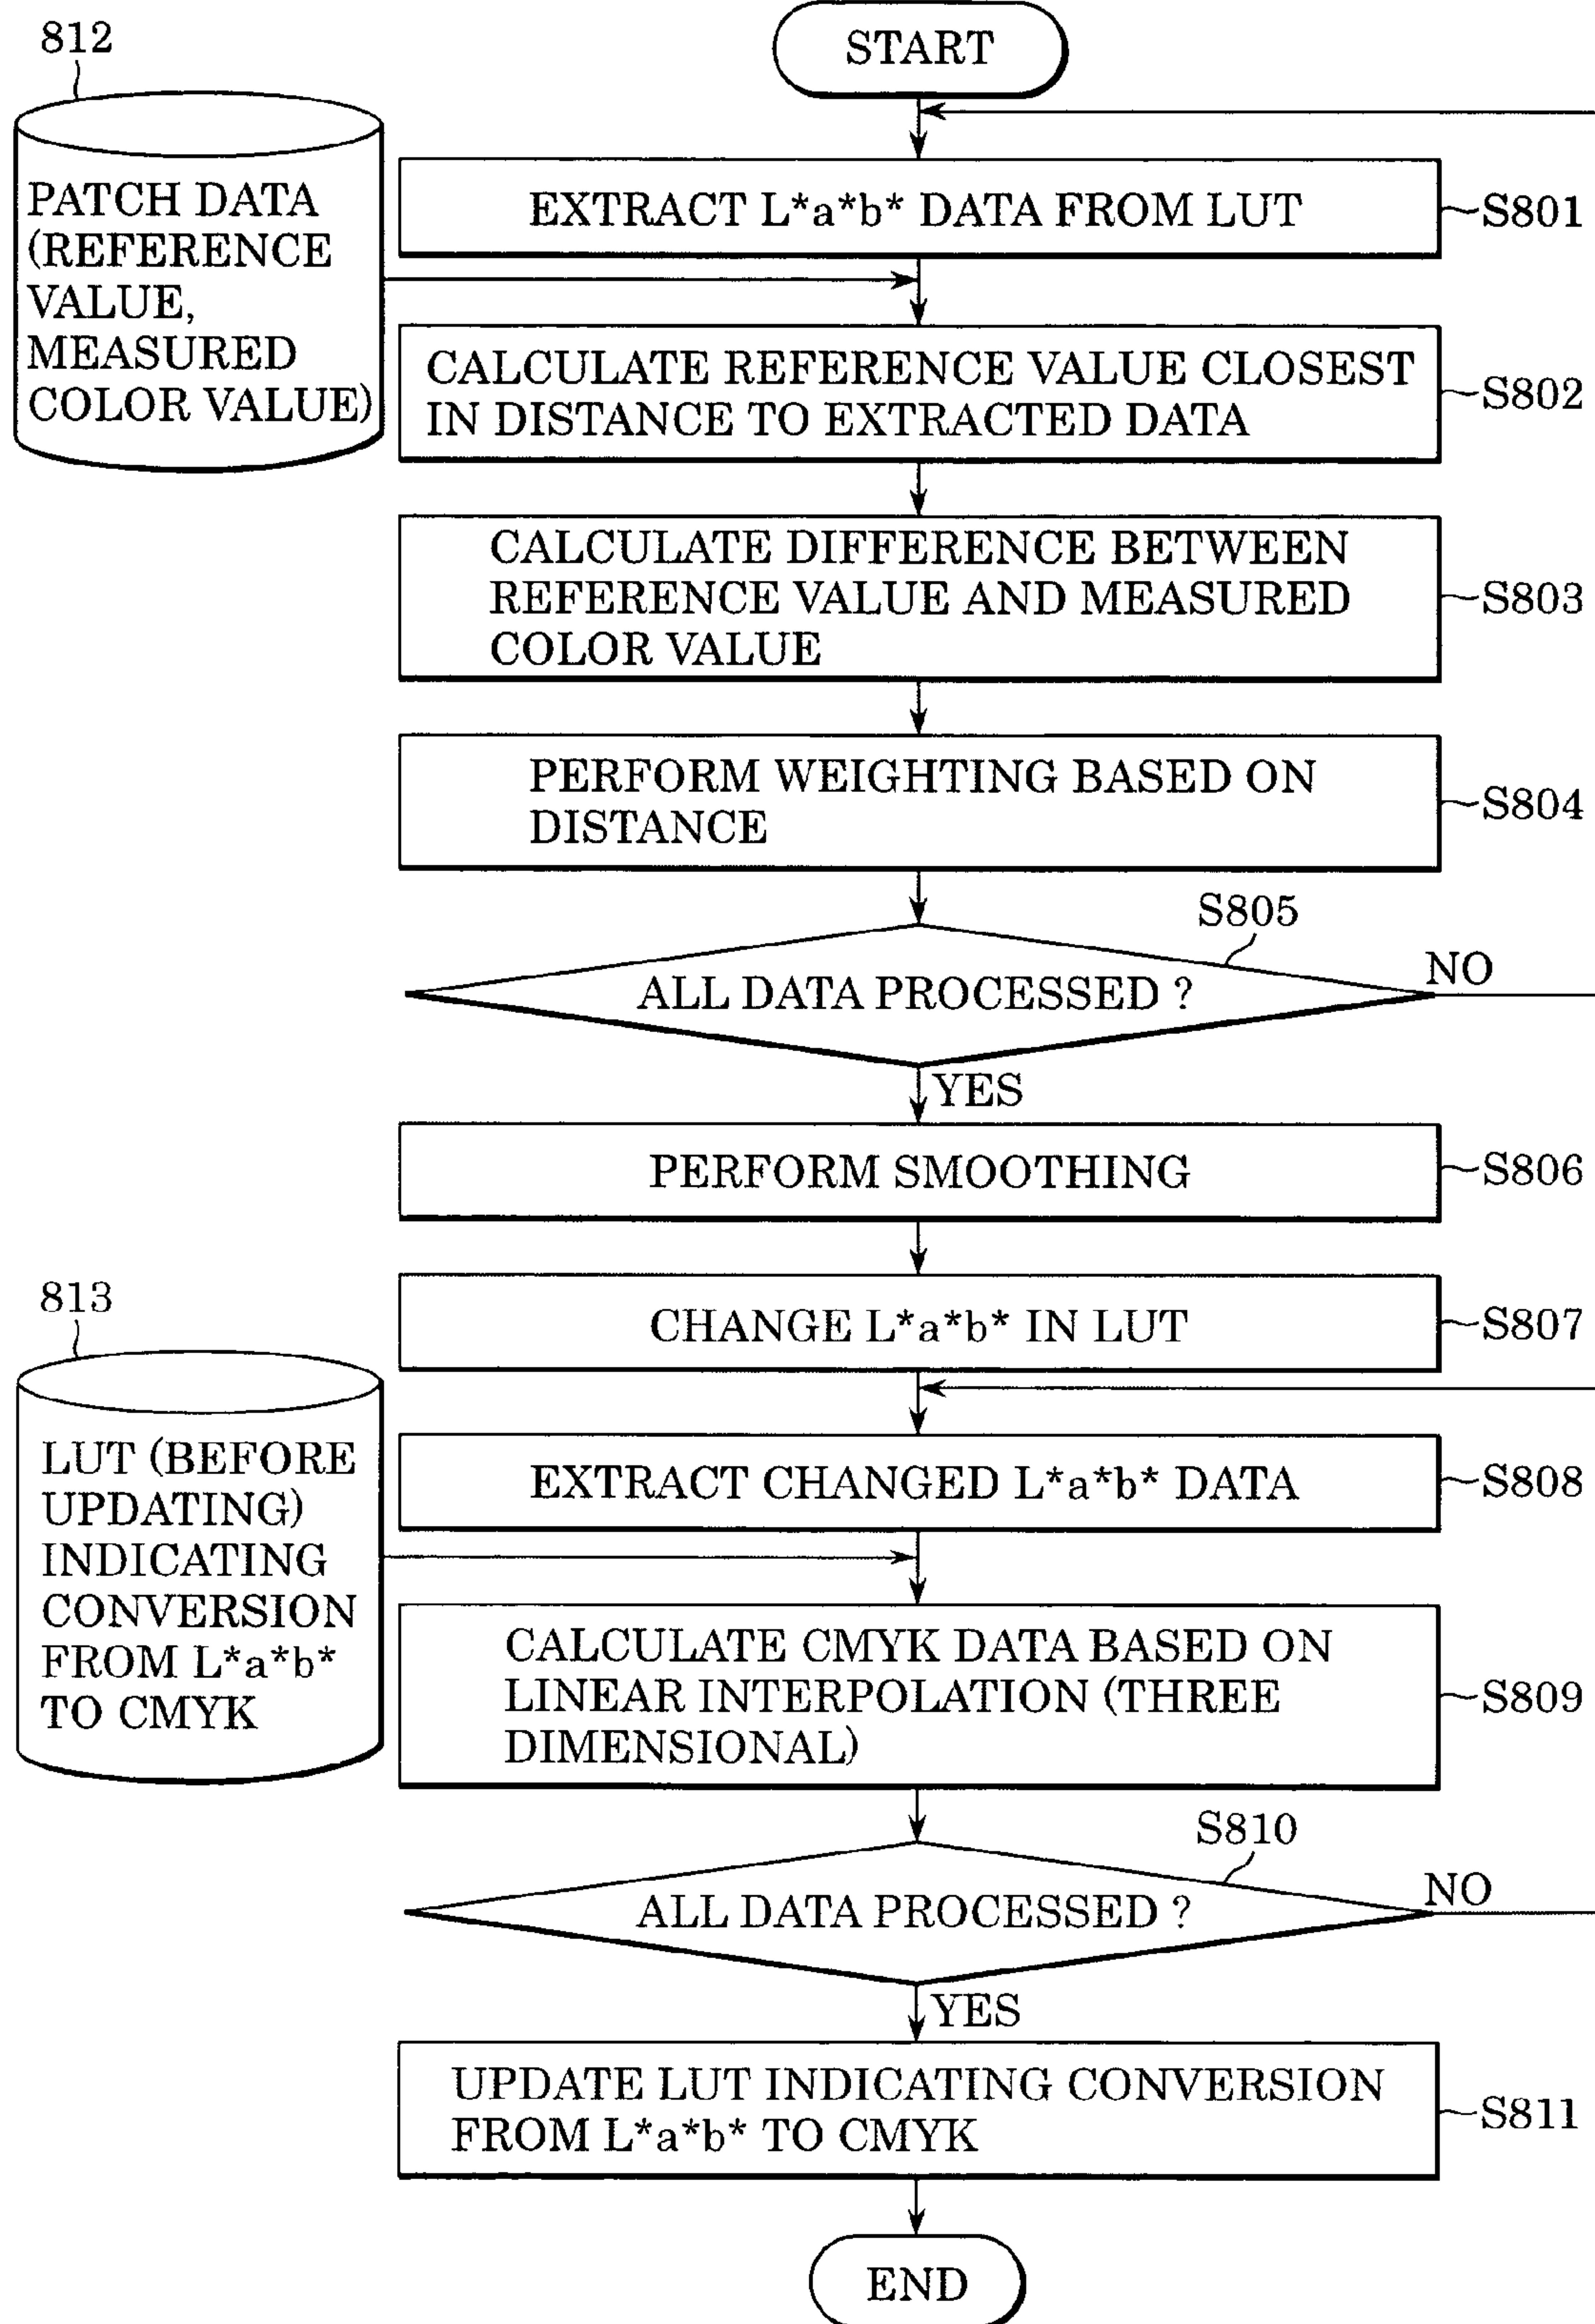 START
812
PATCH DATA
(REFERENCE
VALUE,
MEASURED
COLOR VALUE)
EXTRACT L*a*b* DATA FROM LUT
S801
CALCULATE REFERENCE VALUE CLOSEST
IN DISTANCE TO EXTRACTED DATA
S802
CALCULATE DIFFERENCE BETWEEN
REFERENCE VALUE AND MEASURED
COLOR VALUE
S803
PERFORM WEIGHTING BASED ON
DISTANCE
S804
S805
ALL DATA PROCESSED ?
NO
YES
PERFORM SMOOTHING
S806
CHANGE L*a*b* IN LUT
S807
813
LUT (BEFORE
UPDATING)
INDICATING
CONVERSION
FROM L*a*b*
TO CMYK
EXTRACT CHANGED L*a*b* DATA
S808
CALCULATE CMYK DATA BASED ON
LINEAR INTERPOLATION (THREE
DIMENSIONAL)
S809
S810
ALL DATA PROCESSED ?
NO
YES
UPDATE LUT INDICATING CONVERSION
FROM L*a*b* TO CMYK
S811
END